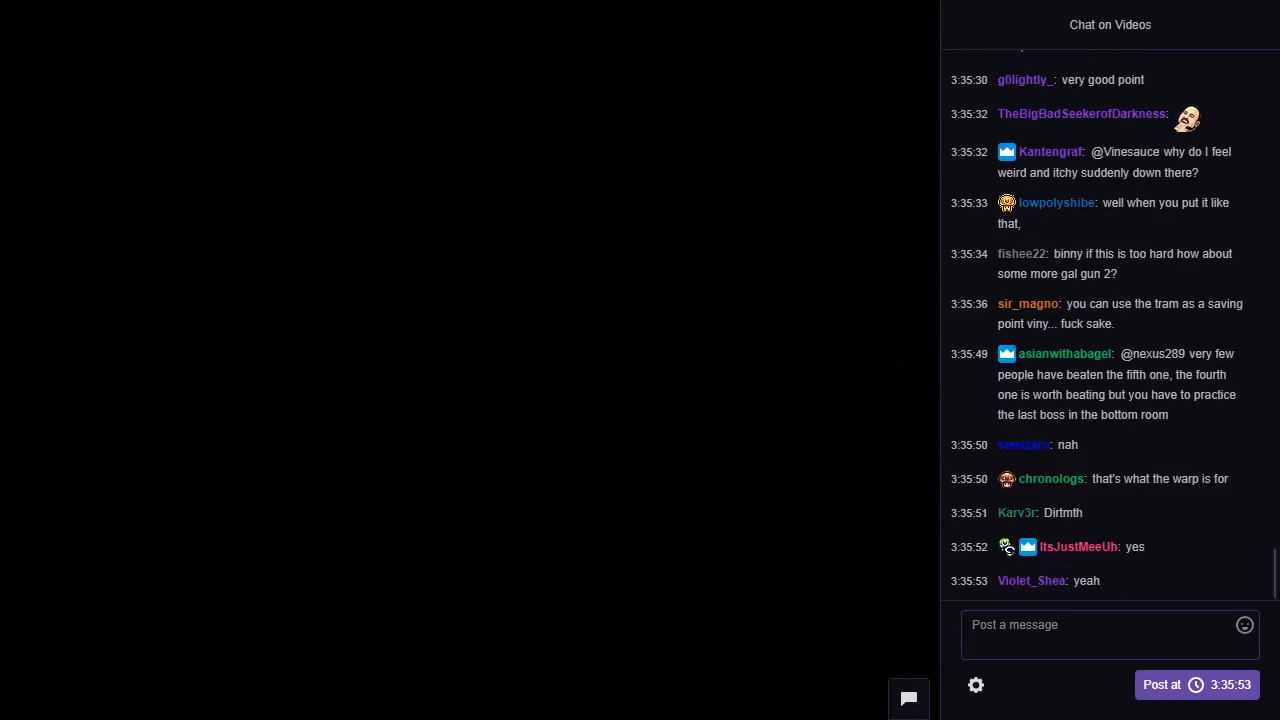 Chat on Videos
3:35:30 g0lightly_: very good point
3:35:32 TheBigBadSeekerofDarkness:
3:35:32 Kantengraf: @Vinesauce why do I feel
weird and itchy suddenly down there?
3:35:33 lowpolyshibe: well when you put it like
that,
3:35:34 fishee22: binny if this is too hard how about
some more gal gun 2?
3:35:36 sir_magno: you can use the tram as a saving
point viny... fuck sake.
3:35:49 asianwithabagel: @nexus289 very few
people have beaten the fifth one, the fourth
one is worth beating but you have to practice
the last boss in the bottom room
3:35:50 steelzaru: nah
3:35:50 chronologs: that's what the warp is for
3:35:51 Karv3r: Dirtmth
3:35:52 ItsJustMeeUh: yes
3:35:53 Violet_Shea: yeah
Post a message
Post at 3:35:53